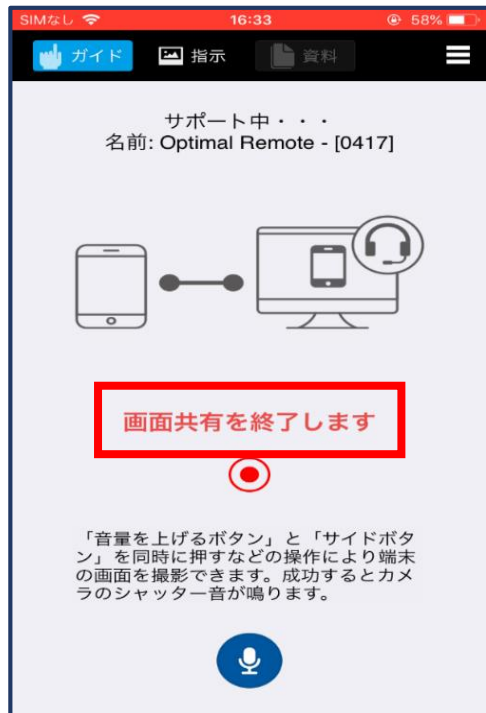 SIMなし 16:33 58%
ガイド 指示 資料
サポート中・・・
名前: Optimal Remote - [0417]
画面共有を終了します
「音量を上げるボタン」と「サイドボタ
ン」を同時に押すなどの操作により端末
の画面を撮影できます。成功するとカメ
ラのシャッター音が鳴ります。